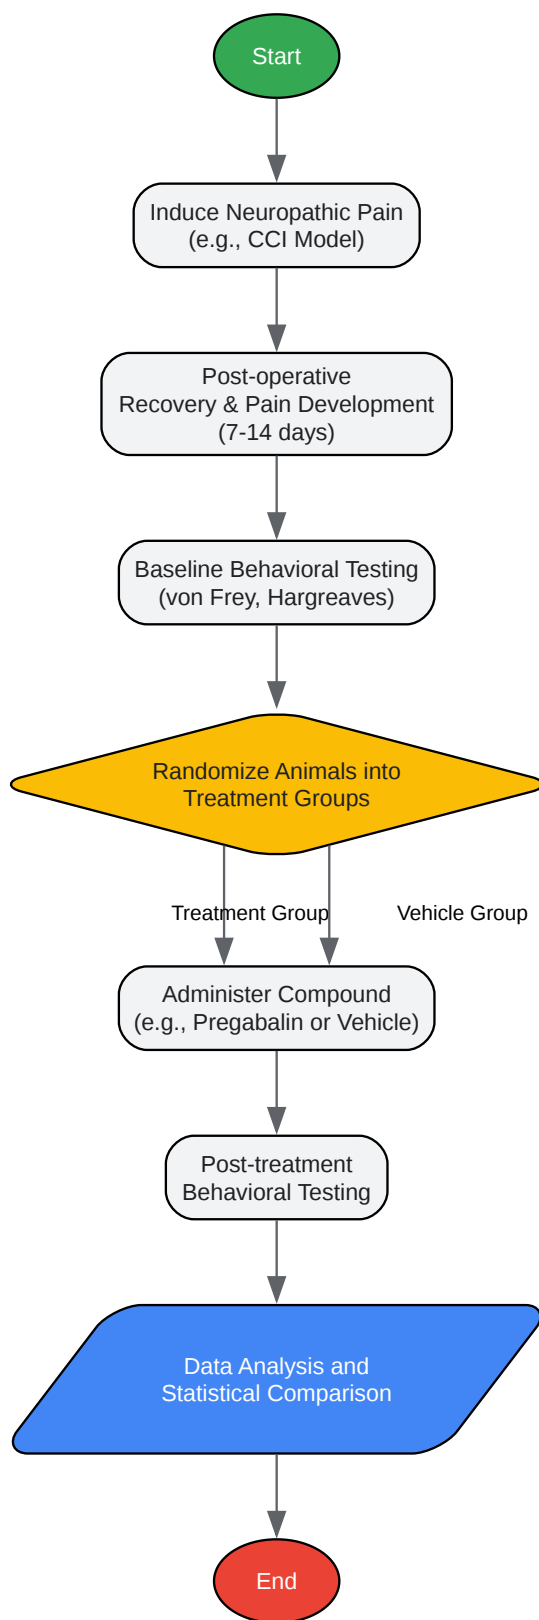 Start
Induce Neuropathic Pain
(e.g., CCI Model)
Post-operative
Recovery & Pain Development
(7-14 days)
Baseline Behavioral Testing
(von Frey, Hargreaves)
Randomize Animals into
Treatment Groups
Treatment Group
Vehicle Group
Administer Compound
(e.g., Pregabalin or Vehicle)
Post-treatment
Behavioral Testing
Data Analysis and
Statistical Comparison
End